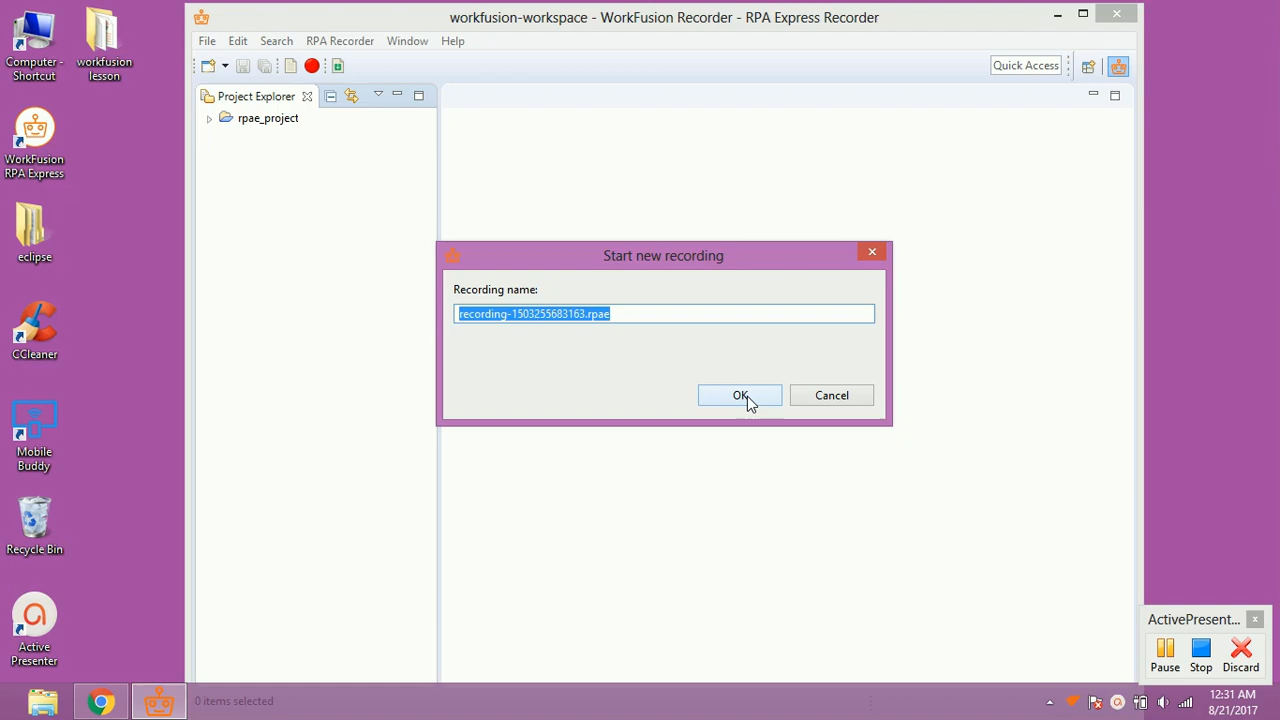 workfusion-workspace - WorkFusion Recorder - RPA Express Recorder
File Edit Search RPA Recorder Window Help
Quick Access
Project Explorer
rpae_project
Start new recording
Recording name:
recording-1503255683163.rpae
OK
Cancel
Computer -
Shortcut
workfusion
lesson
WorkFusion
RPA Express
eclipse
CCleaner
Mobile
Buddy
Recycle Bin
Active
Presenter
ActivePresent...
Pause
Stop
Discard
0 items selected
12:31 AM
8/21/2017